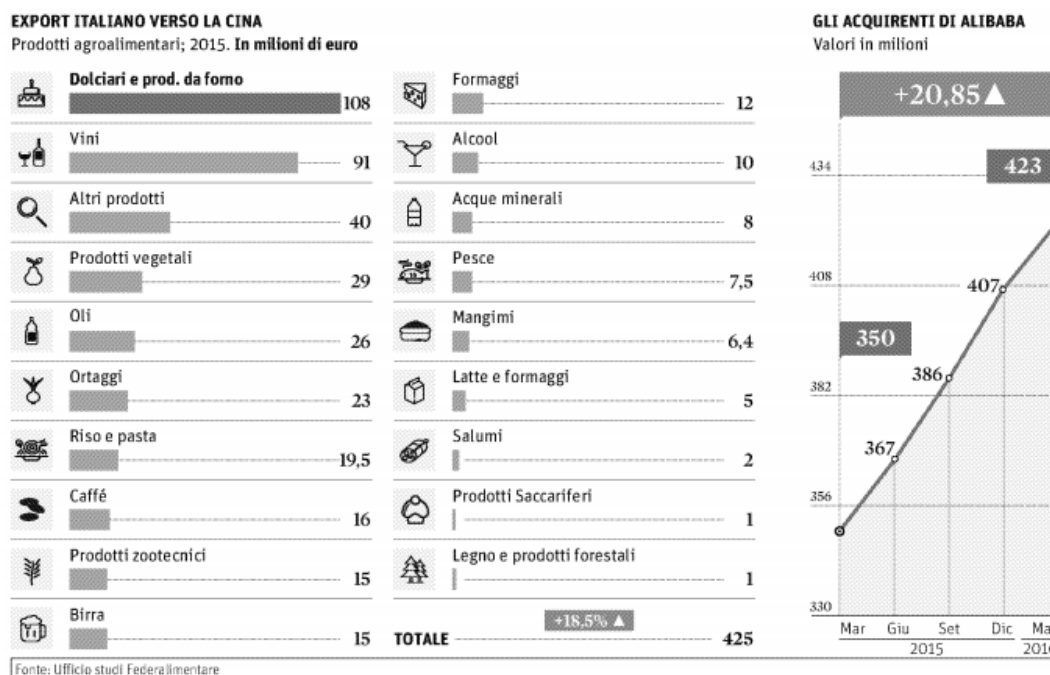 EXPORT ITALIANO VERSO LA CINA
Prodotti agroalimentari; 2015. In milioni di euro
Dolciari e prod. da forno
108
Vini
91
Altri prodotti
40
Prodotti vegetali
29
Oli
26
Ortaggi
23
Riso e pasta
19,5
Caffé
16
Prodotti zootecnici
15
Birra
15
Formaggi
12
Alcool
10
Acque minerali
8
Pesce
7,5
Mangimi
6,4
Latte e formaggi
5
Salumi
2
Prodotti Saccariferi
1
Legno e prodotti forestali
1
+18,5% ▲
TOTALE 425
Fonte: Ufficio studi Federalimentare
GLI ACQUIRENTI DI ALIBABA
Valori in milioni
+20,85 ▲
434
423
408
407
350
386
382
367
356
330
Mar Giu Set Dic Ma
2015 2016